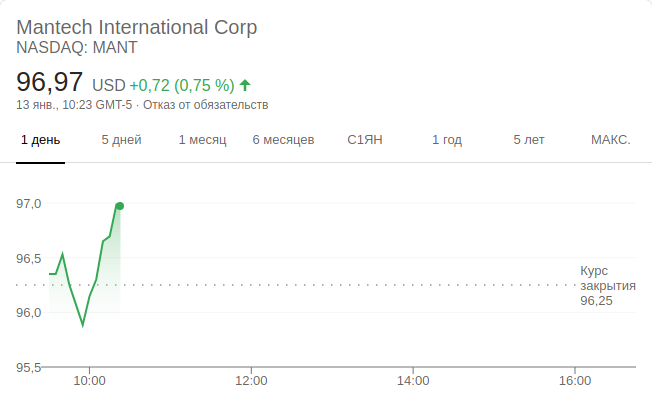 Mantech International Corp
NASDAQ: MANT
96,97 USD +0,72 (0,75 %)
13 янв., 10:23 GMT-5 · Отказ от обязательств
1 день 5 дней 1 месяц 6 месяцев С1ЯН 1 год 5 лет МАКС.
97,0
96,5
Курс
закрытия
96,25
96,0
95,5
10:00 12:00 14:00 16:00